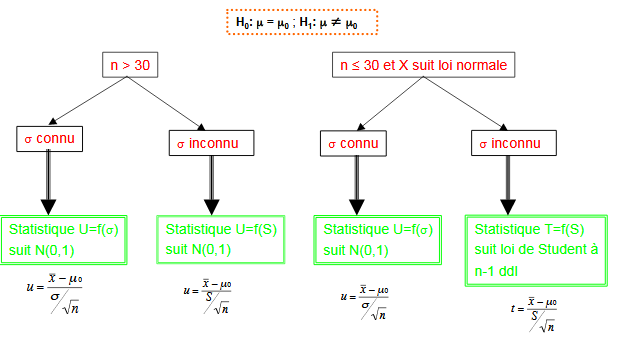 H₀: μ = μ₀ ; H₁: μ ≠ μ₀
n > 30
n ≤ 30 et X suit loi normale
σ connu
σ inconnu
σ connu
σ inconnu
Statistique U=f(σ)
suit N(0,1)
Statistique U=f(S)
suit N(0,1)
Statistique U=f(σ)
suit N(0,1)
Statistique T=f(S)
suit loi de Student à
n-1 ddl
u = (x̄ − μ₀) / (σ/√n)
u = (x̄ − μ₀) / (S/√n)
u = (x̄ − μ₀) / (σ/√n)
t = (x̄ − μ₀) / (S/√n)